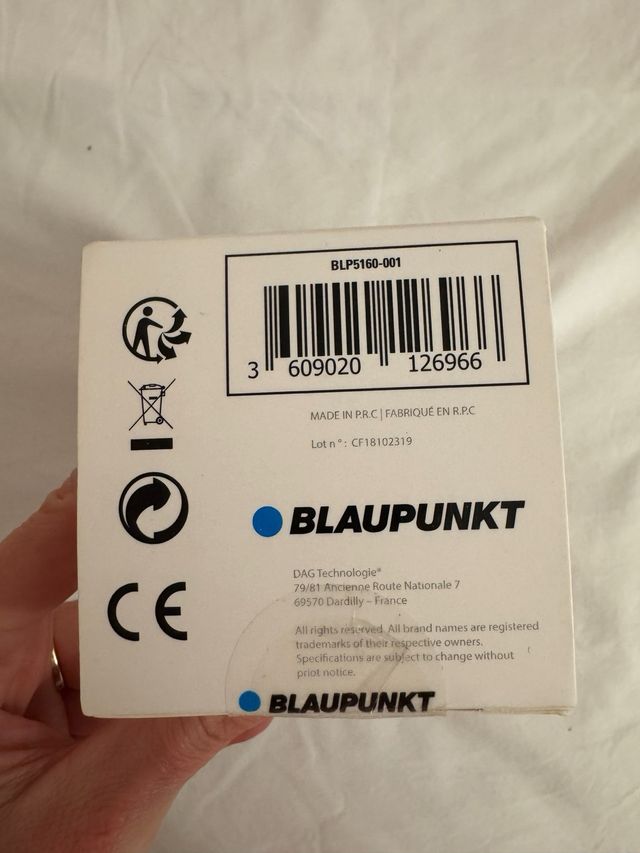 BLP5160-001
3 609020 126966
MADE IN P.R.C | FABRIQUÉ EN R.P.C
Lot n°: CF18102319
BLAUPUNKT
DAG Technologie®
79/81 Ancienne Route Nationale 7
69570 Dardilly – France
All rights reserved. All brand names are registered
trademarks of their respective owners.
Specifications are subject to change without
priot notice.
BLAUPUNKT
CE